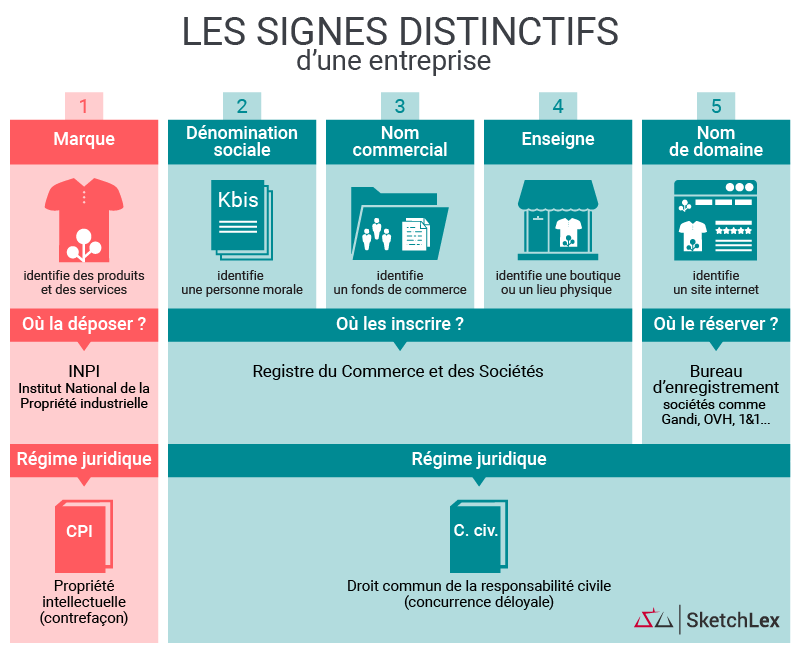 LES SIGNES DISTINCTIFS
d'une entreprise
1
Marque
identifie des produits
et des services
2
Dénomination
sociale
Kbis
identifie
une personne morale
3
Nom
commercial
identifie
un fonds de commerce
4
Enseigne
identifie une boutique
ou un lieu physique
5
Nom
de domaine
identifie
un site internet
Où la déposer ?
INPI
Institut National de la
Propriété industrielle
Où les inscrire ?
Registre du Commerce et des Sociétés
Où le réserver ?
Bureau
d'enregistrement
sociétés comme
Gandi, OVH, 1&1...
Régime juridique
CPI
Propriété
intellectuelle
(contrefaçon)
Régime juridique
C. civ.
Droit commun de la responsabilité civile
(concurrence déloyale)
SketchLex